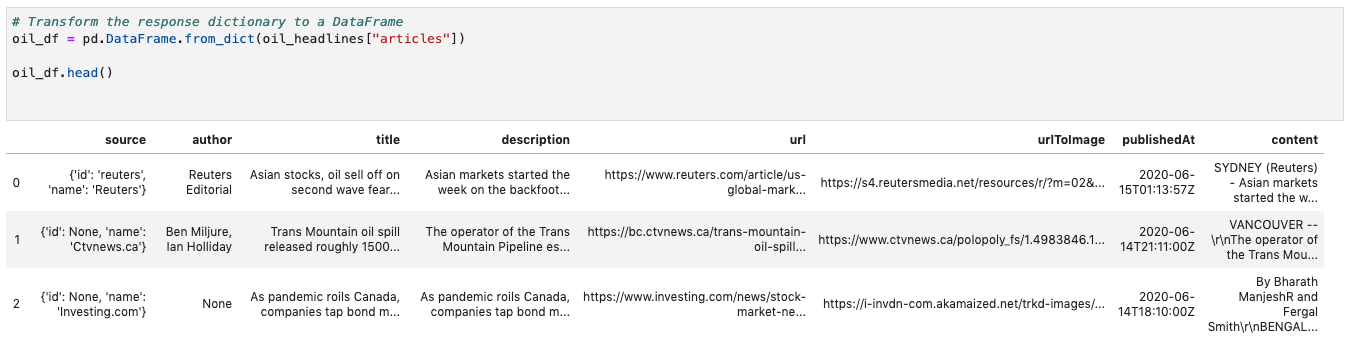 # Transform the response dictionary to a DataFrame
oil_df = pd.DataFrame.from_dict(oil_headlines["articles"])
oil_df.head()
source author title description url urlToImage publishedAt content
0 {'id': 'reuters', 'name': 'Reuters'} Reuters Editorial Asian stocks, oil sell off on second wave fear... Asian markets started the week on the backfoot... https://www.reuters.com/article/us-global-mark... https://s4.reutersmedia.net/resources/r/?m=02&... 2020-06-15T01:13:57Z SYDNEY (Reuters) - Asian markets started the w...
1 {'id': None, 'name': 'Ctvnews.ca'} Ben Miljure, Ian Holliday Trans Mountain oil spill released roughly 1500... The operator of the Trans Mountain Pipeline es... https://bc.ctvnews.ca/trans-mountain-oil-spill... https://www.ctvnews.ca/polopoly_fs/1.4983846.1... 2020-06-14T21:11:00Z VANCOUVER -- \r\nThe operator of the Trans Mou...
2 {'id': None, 'name': 'Investing.com'} None As pandemic roils Canada, companies tap bond m... As pandemic roils Canada, companies tap bond m... https://www.investing.com/news/stock-market-ne... https://i-invdn-com.akamaized.net/trkd-images/... 2020-06-14T18:10:00Z By Bharath ManjeshR and Fergal Smith\r\nBENGAL...